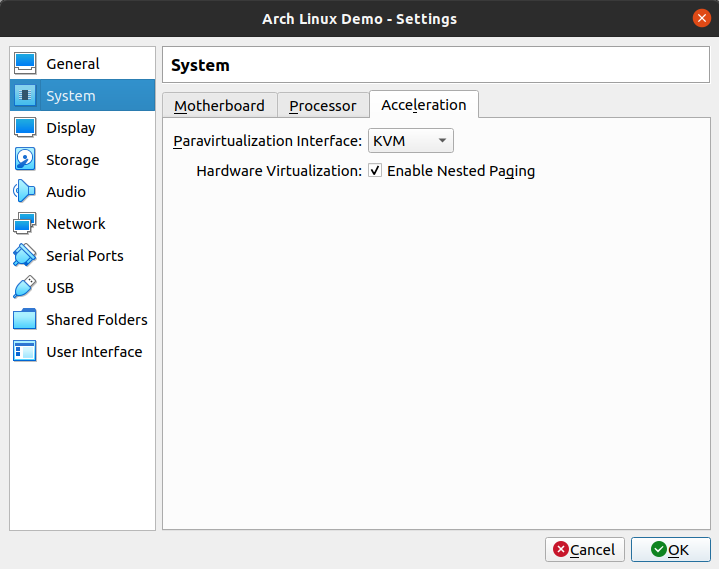 Arch Linux Demo - Settings
General
System
Display
Storage
Audio
Network
Serial Ports
USB
Shared Folders
User Interface
System
Motherboard
Processor
Acceleration
Paravirtualization Interface: KVM
Hardware Virtualization: Enable Nested Paging
Cancel
OK